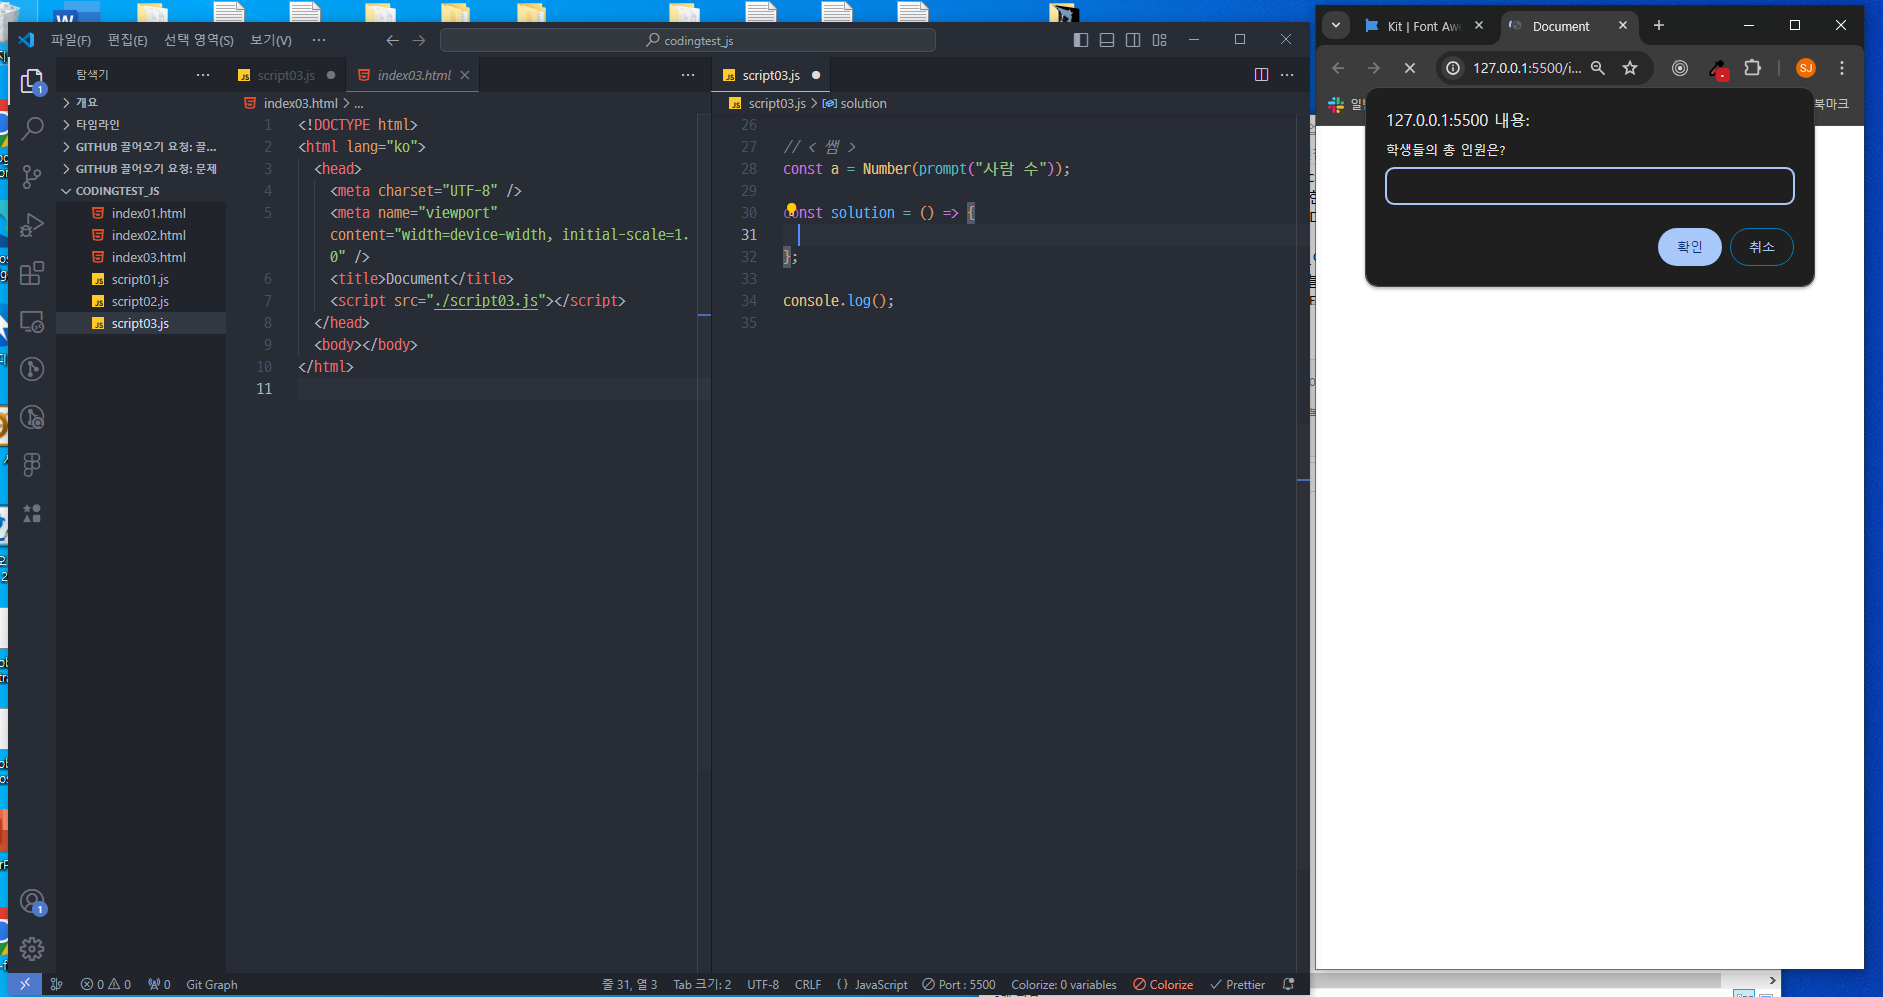 파일(F) 편집(E) 선택 영역(S) 보기(V) ···
codingtest_js
탐색기 ···
개요
타임라인
GITHUB 끌어오기 요청: 끌...
GITHUB 끌어오기 요청: 문제
CODINGTEST_JS
index01.html
index02.html
index03.html
script01.js
script02.js
script03.js
script03.js
index03.html
index03.html > ...
1 <!DOCTYPE html>
2 <html lang="ko">
3 <head>
4 <meta charset="UTF-8" />
5 <meta name="viewport"
content="width=device-width, initial-scale=1.
0" />
6 <title>Document</title>
7 <script src="./script03.js"></script>
8 </head>
9 <body></body>
10 </html>
11
script03.js
script03.js > solution
26
27 // < 쌤 >
28 const a = Number(prompt("사람 수"));
29
30 const solution = () => {
31
32 };
33
34 console.log();
35
1
1
0 0 0 Git Graph
줄 31, 열 3 Tab 크기: 2 UTF-8 CRLF {} JavaScript Port : 5500 Colorize: 0 variables Colorize Prettier
Kit | Font Aw
Document
127.0.0.1:5500/i...
SJ
북마크
127.0.0.1:5500 내용:
학생들의 총 인원은?
확인
취소